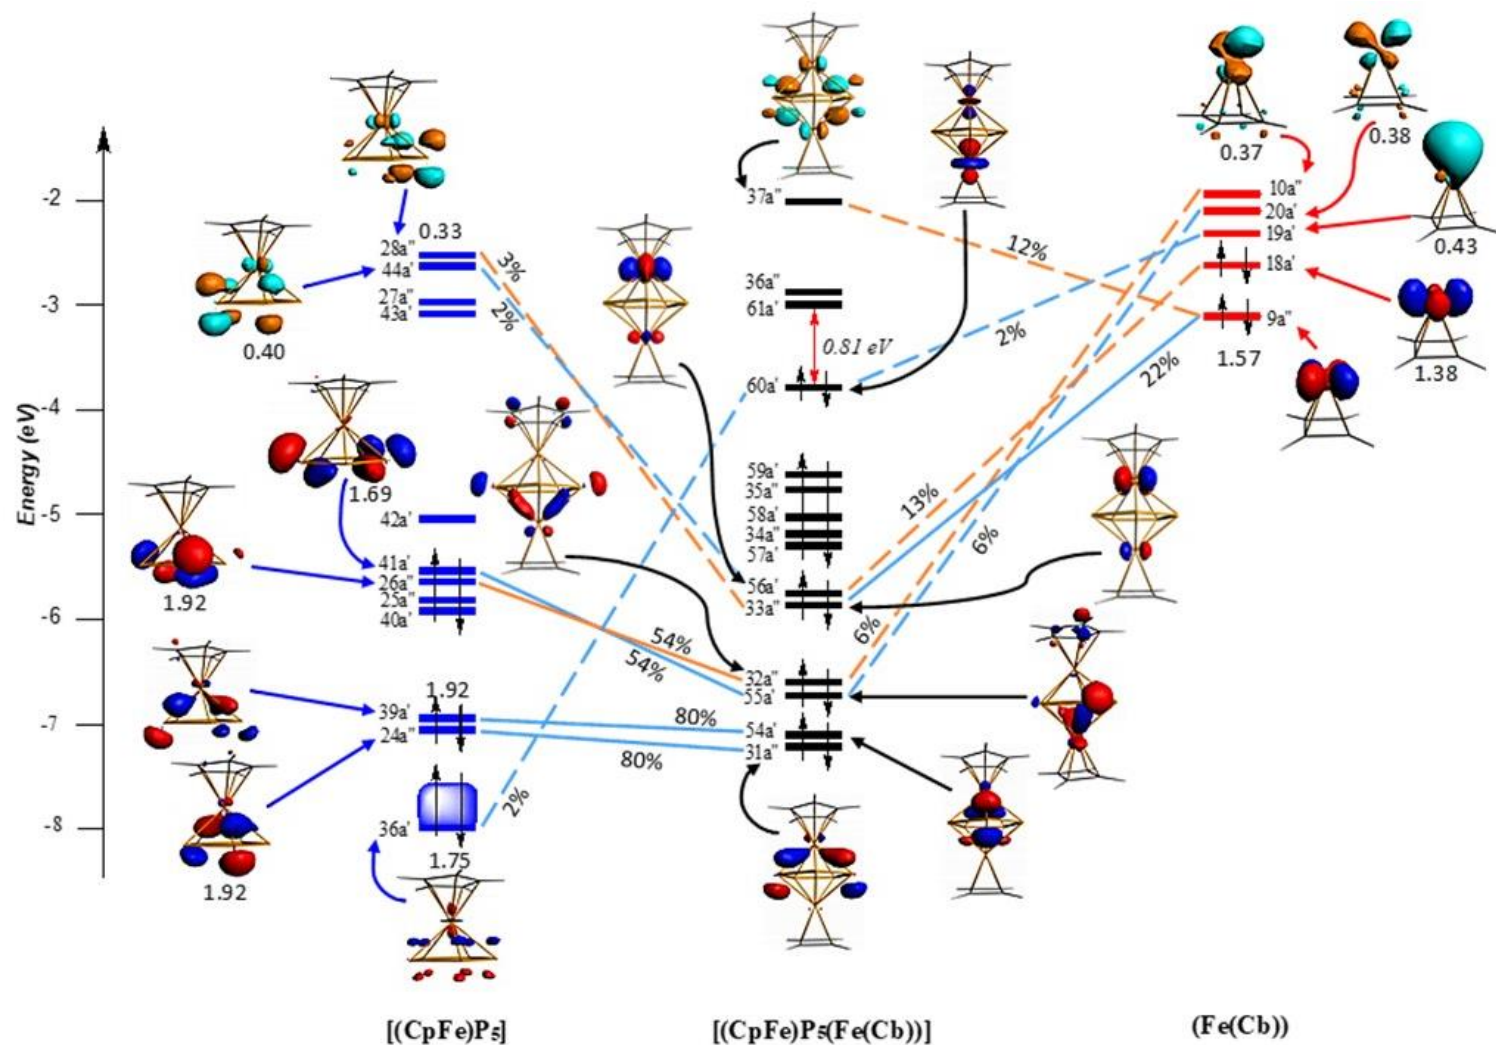 Energy (eV)
-2
-3
-4
-5
-6
-7
-8
0.33
28a"
44a'
27a"
43a'
0.40
1.69
42a'
41a'
26a"
25a"
40a'
1.92
1.92
39a'
24a"
1.92
36a'
1.75
3%
2%
54%
54%
80%
80%
2%
37a"
36a"
61a'
0.81 eV
60a'
59a'
35a"
58a'
34a"
57a'
56a'
33a"
32a"
55a'
54a'
31a"
12%
2%
22%
13%
6%
6%
0.37
0.38
0.43
10a"
20a'
19a'
18a'
9a"
1.57
1.38
[(CpFe)P5]
[(CpFe)P5(Fe(Cb))]
(Fe(Cb))